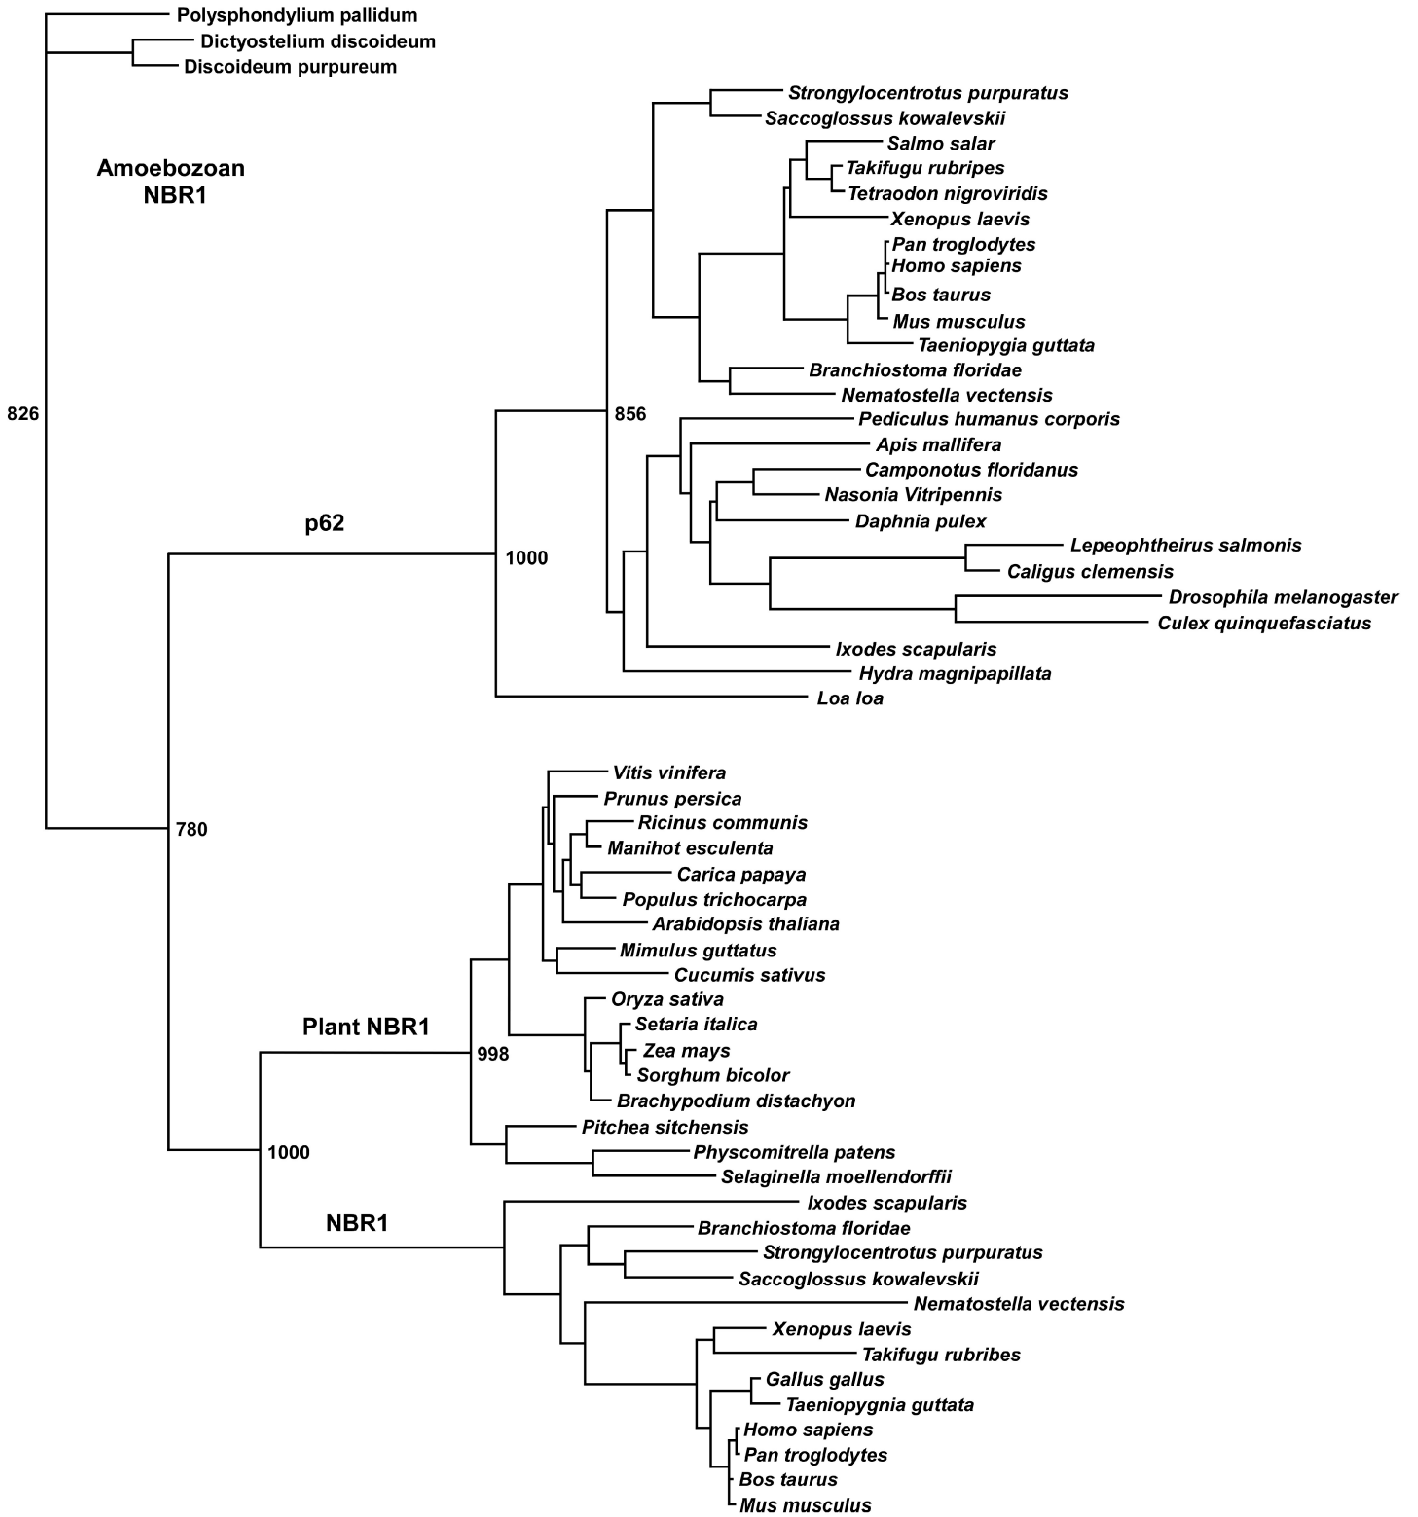 Polysphondylium pallidum
Dictyostelium discoideum
Discoideum purpureum
Strongylocentrotus purpuratus
Saccoglossus kowalevskii
Salmo salar
Amoebozoan
NBR1
Takifugu rubripes
Tetraodon nigroviridis
Xenopus laevis
Pan troglodytes
Homo sapiens
Bos taurus
Mus musculus
Taeniopygia guttata
Branchiostoma floridae
Nematostella vectensis
826
856
Pediculus humanus corporis
Apis mallifera
Camponotus floridanus
Nasonia Vitripennis
Daphnia pulex
p62
Lepeophtheirus salmonis
1000
Caligus clemensis
Drosophila melanogaster
Culex quinquefasciatus
Ixodes scapularis
Hydra magnipapillata
Loa loa
Vitis vinifera
Prunus persica
Ricinus communis
780
Manihot esculenta
Carica papaya
Populus trichocarpa
Arabidopsis thaliana
Mimulus guttatus
Cucumis sativus
Oryza sativa
Setaria italica
Plant NBR1
Zea mays
998
Sorghum bicolor
Brachypodium distachyon
Pitchea sitchensis
Physcomitrella patens
1000
Selaginella moellendorffii
Ixodes scapularis
NBR1
Branchiostoma floridae
Strongylocentrotus purpuratus
Saccoglossus kowalevskii
Nematostella vectensis
Xenopus laevis
Takifugu rubribes
Gallus gallus
Taeniopygnia guttata
Homo sapiens
Pan troglodytes
Bos taurus
Mus musculus